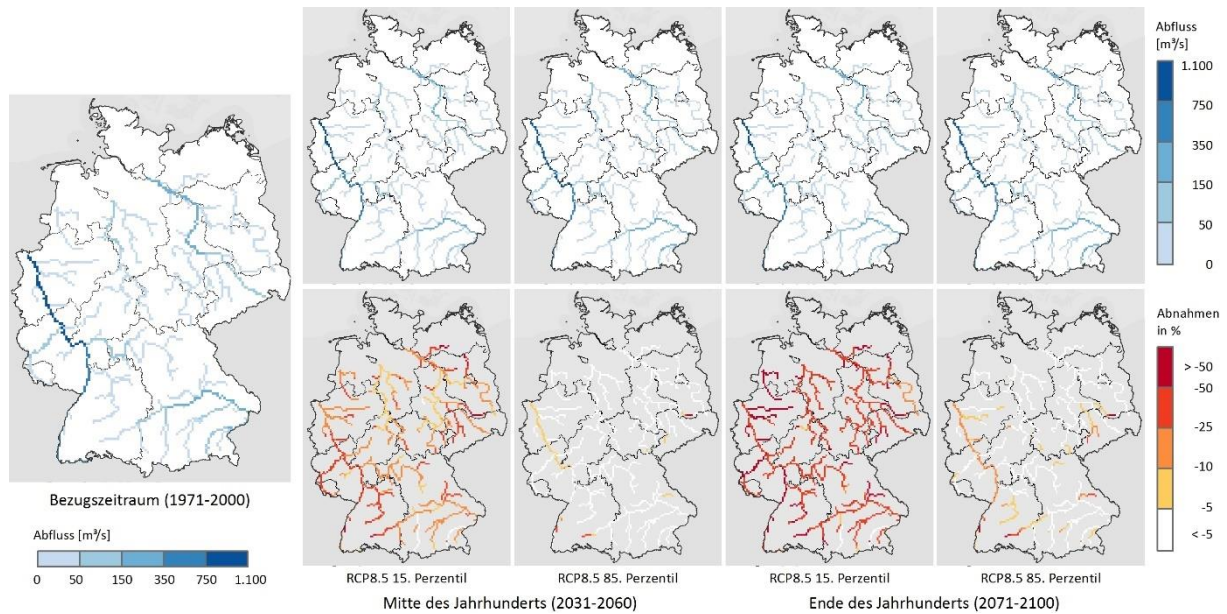 Bezugszeitraum (1971-2000)
Abfluss [m³/s]
0 50 150 350 750 1.100
Abfluss
[m³/s]
1.100
750
350
150
50
0
Abnahmen
in %
> -50
-50
-25
-10
-5
< -5
RCP8.5 15. Perzentil
RCP8.5 85. Perzentil
RCP8.5 15. Perzentil
RCP8.5 85. Perzentil
Mitte des Jahrhunderts (2031-2060)
Ende des Jahrhunderts (2071-2100)